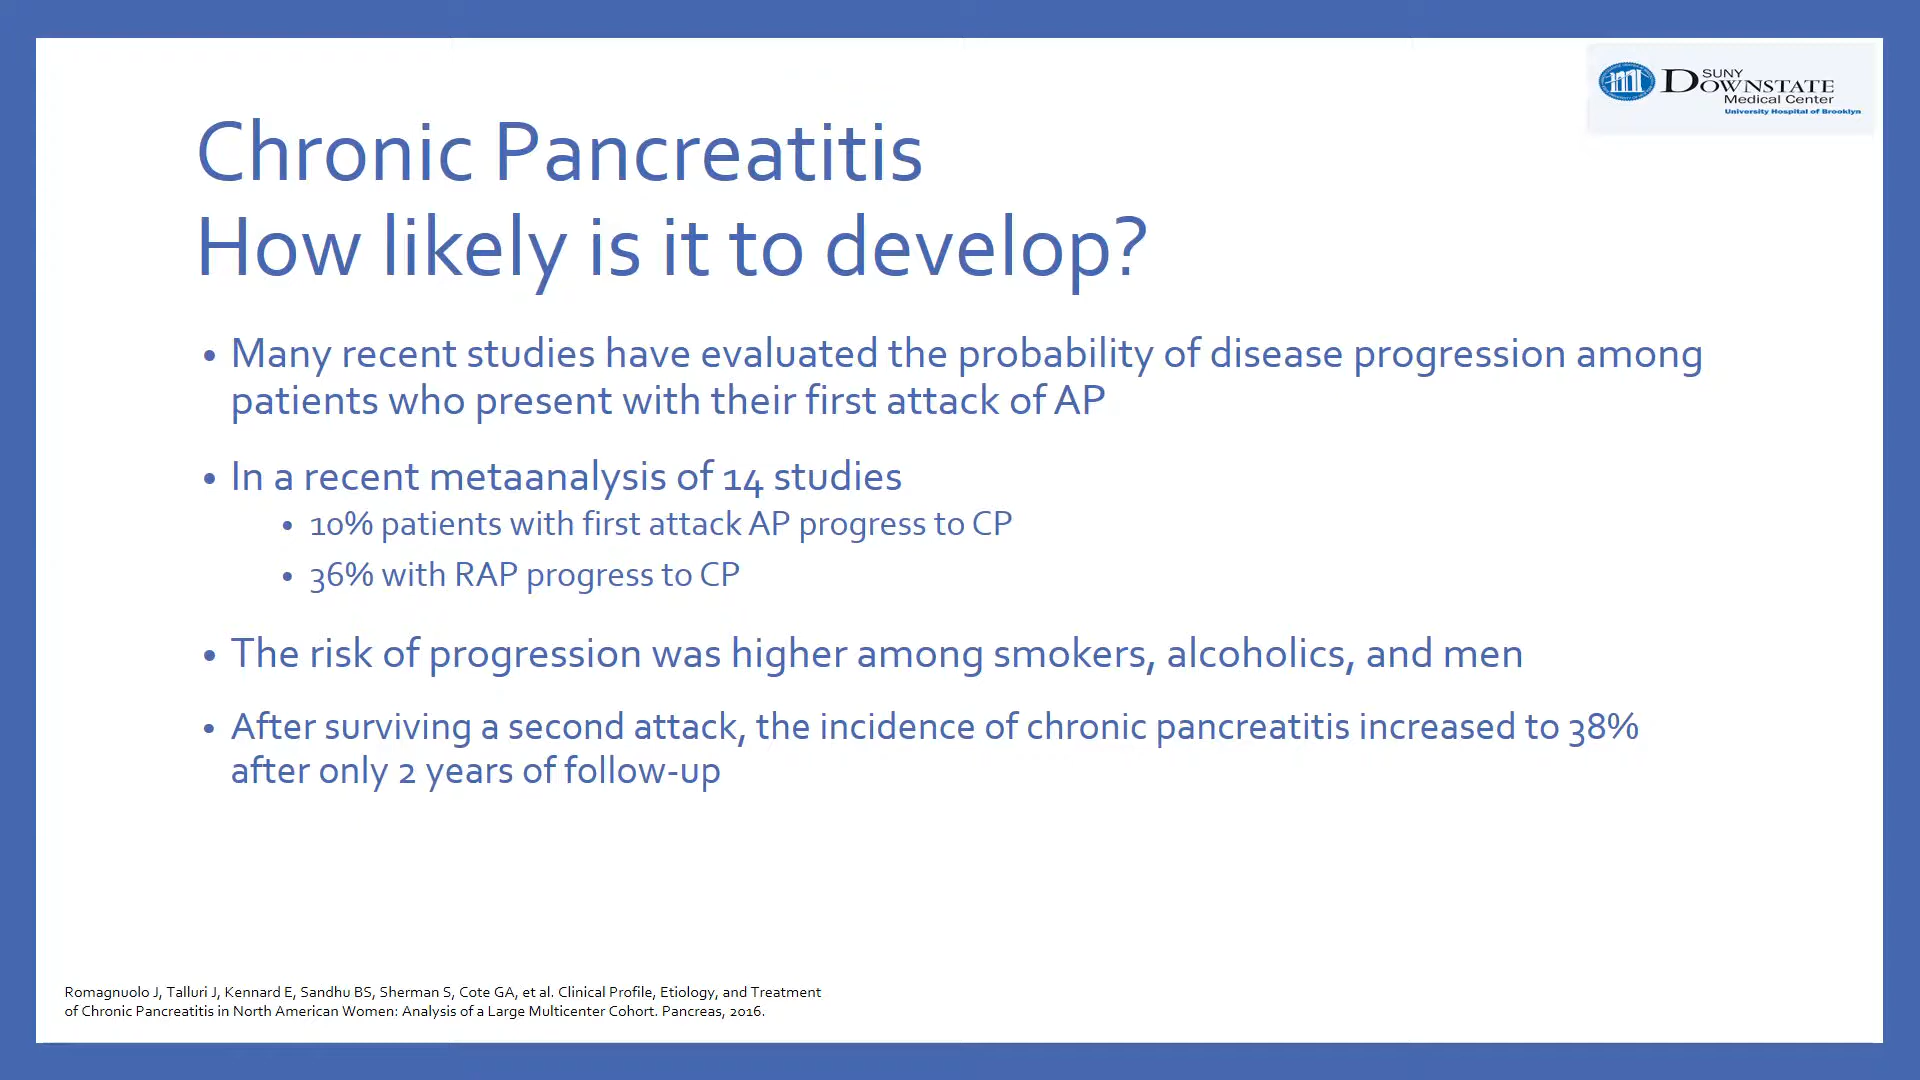 SUNY
DOWNSTATE
Medical Center
University Hospital of Brooklyn
Chronic Pancreatitis
How likely is it to develop?
• Many recent studies have evaluated the probability of disease progression among
patients who present with their first attack of AP
• In a recent metaanalysis of 14 studies
• 10% patients with first attack AP progress to CP
• 36% with RAP progress to CP
• The risk of progression was higher among smokers, alcoholics, and men
• After surviving a second attack, the incidence of chronic pancreatitis increased to 38%
after only 2 years of follow-up
Romagnuolo J, Talluri J, Kennard E, Sandhu BS, Sherman S, Cote GA, et al. Clinical Profile, Etiology, and Treatment
of Chronic Pancreatitis in North American Women: Analysis of a Large Multicenter Cohort. Pancreas, 2016.